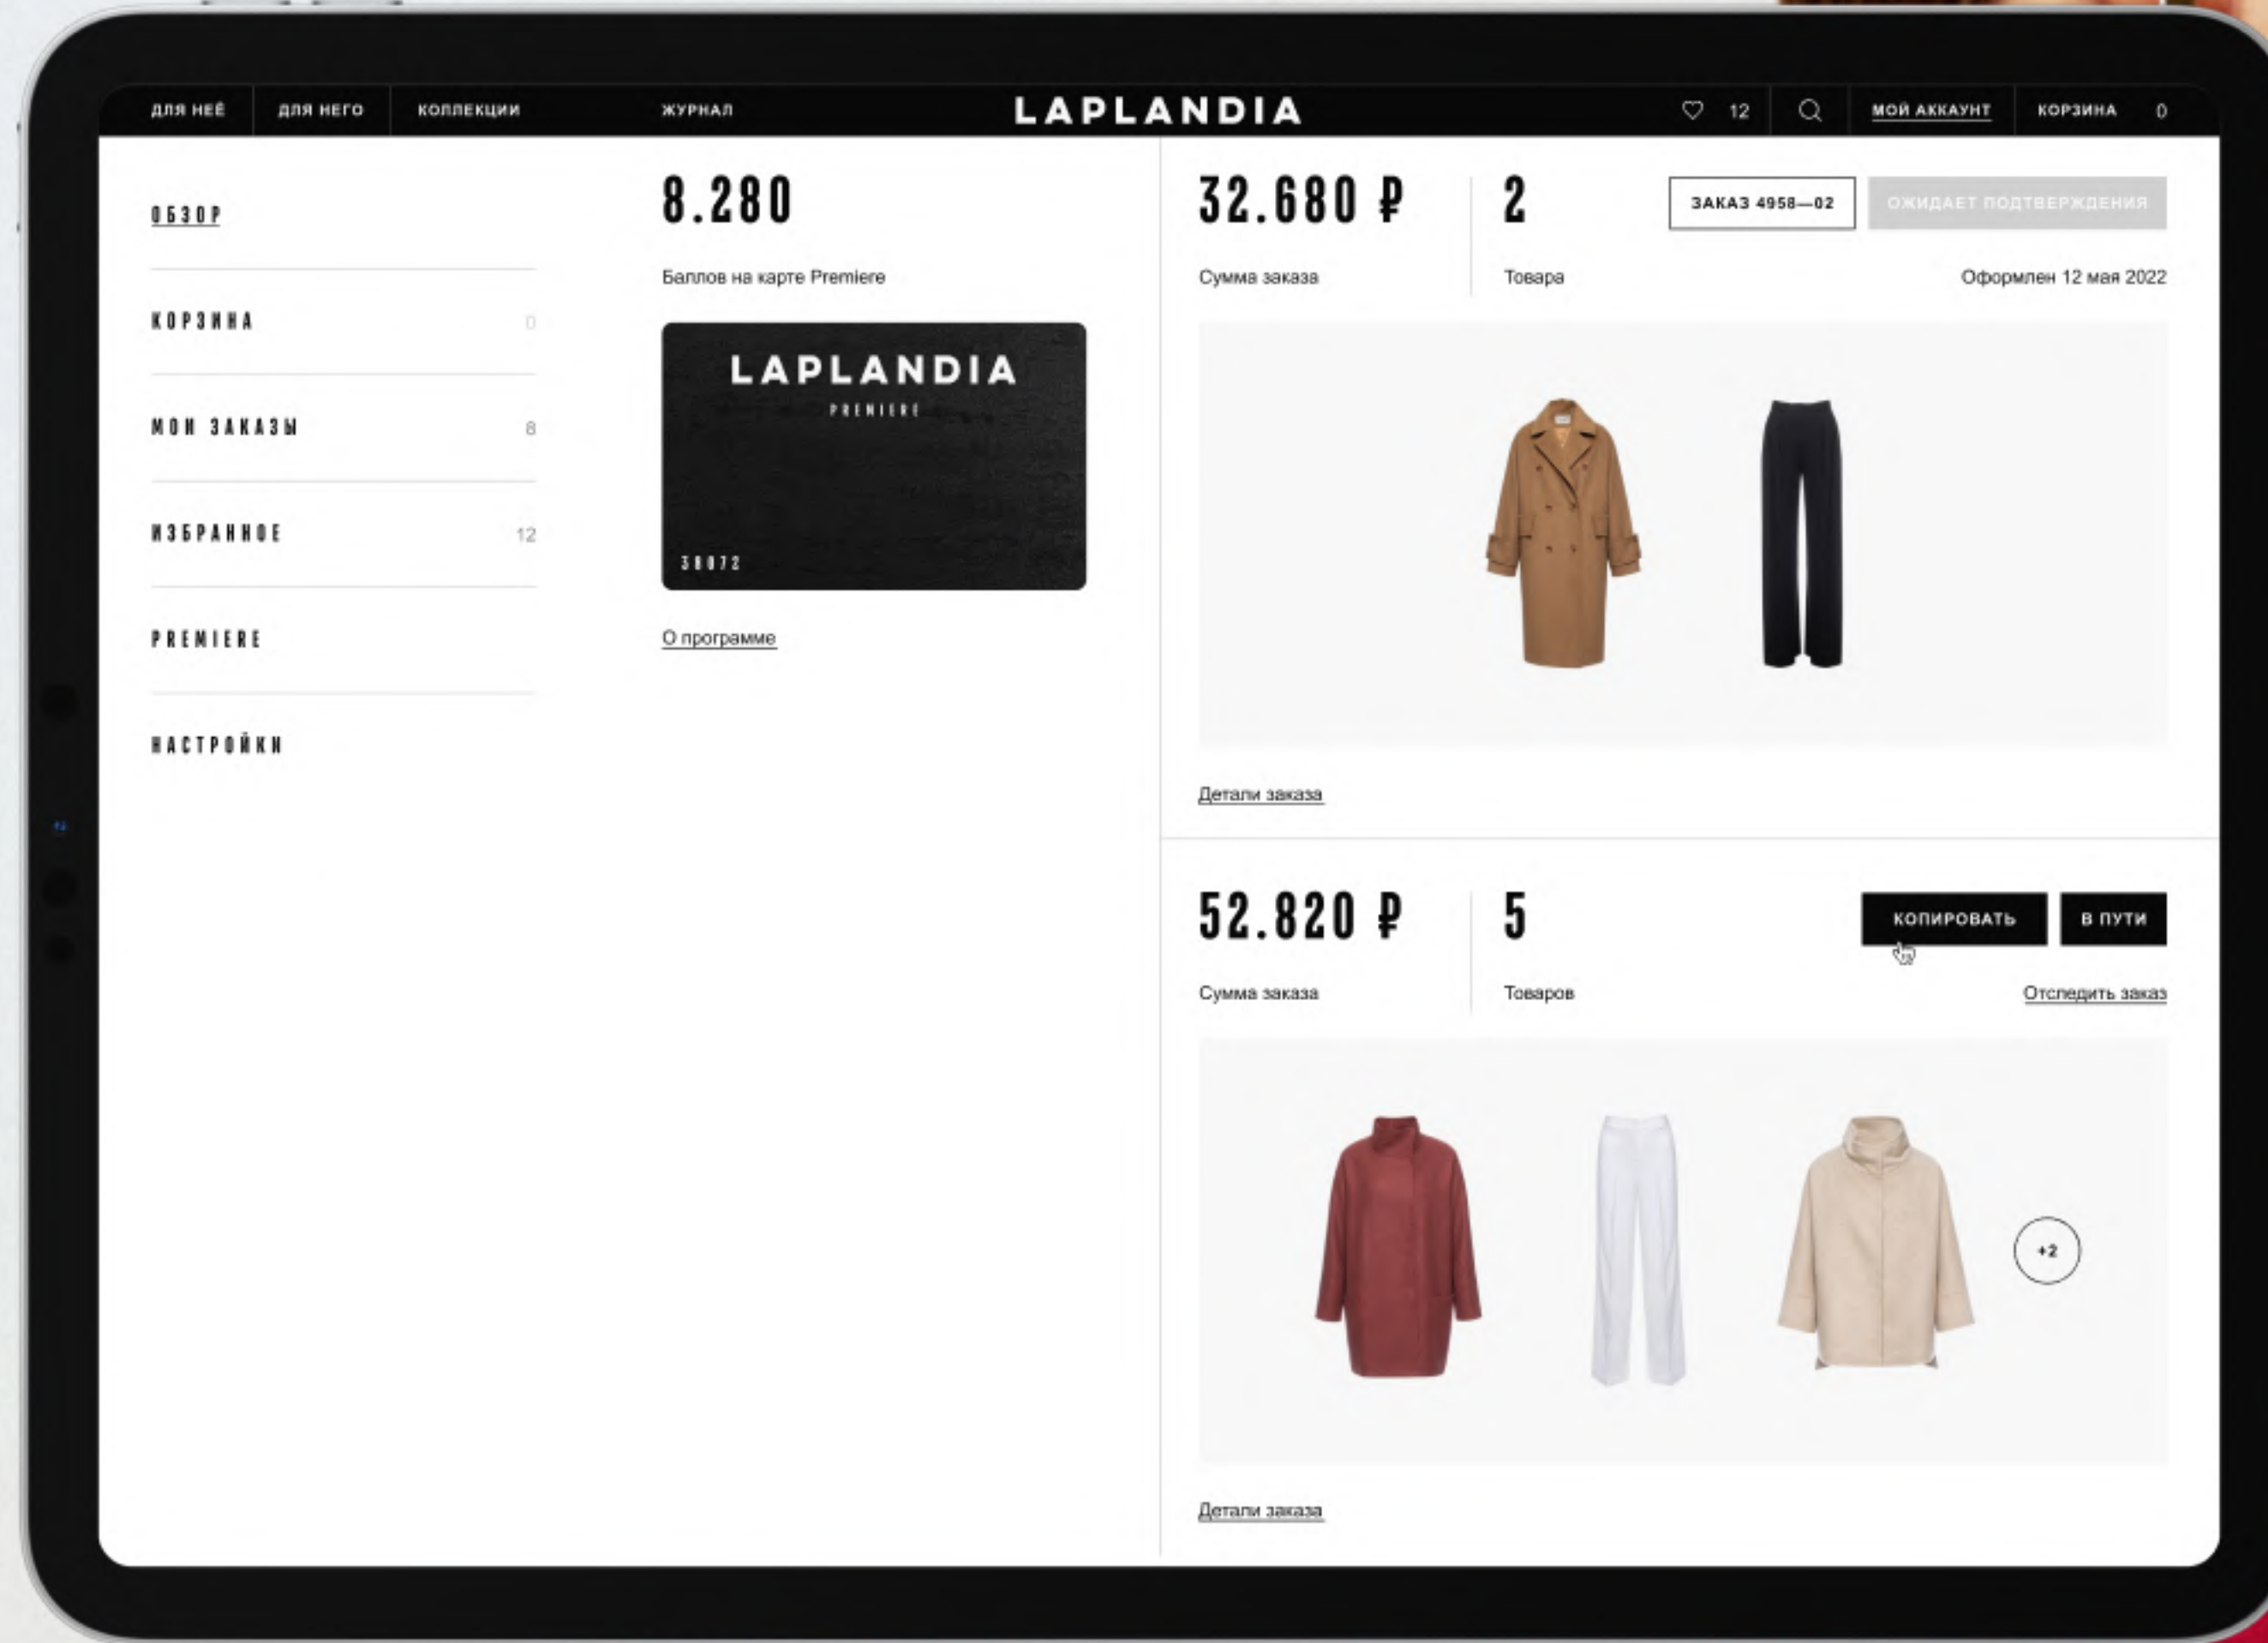 ДЛЯ НЕЁ ДЛЯ НЕГО КОЛЛЕКЦИИ ЖУРНАЛ LAPLANDIA 12 МОЙ АККАУНТ КОРЗИНА 0
ОБЗОР
КОРЗИНА 0
МОИ ЗАКАЗЫ 8
ИЗБРАННОЕ 12
PREMIERE
НАСТРОЙКИ
8.280
Баллов на карте Premiere
LAPLANDIA
PREMIERE
38072
О программе
32.680 ₽ 2 ЗАКАЗ 4958—02 ОЖИДАЕТ ПОДТВЕРЖДЕНИЯ
Сумма заказа Товара Оформлен 12 мая 2022
Детали заказа
52.820 ₽ 5 КОПИРОВАТЬ В ПУТИ
Сумма заказа Товаров Отследить заказ
+2
Детали заказа